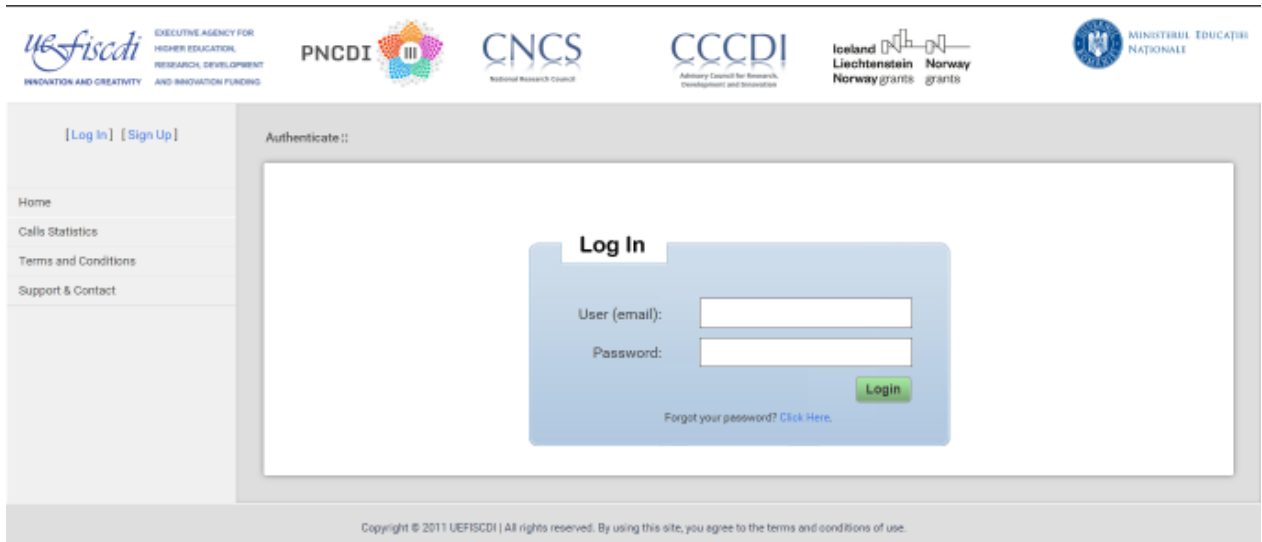 uefiscdi
EXECUTIVE AGENCY FOR
HIGHER EDUCATION,
RESEARCH, DEVELOPMENT
INNOVATION AND CREATIVITY AND INNOVATION FUNDING
PNCDI III
CNCS
National Research Council
CCCDI
Advisory Council for Research,
Development and Innovation
Iceland
Liechtenstein Norway
Norway grants grants
MINISTERUL EDUCAȚIEI
NAȚIONALE
[Log In] [Sign Up]
Authenticate ::
Home
Calls Statistics
Terms and Conditions
Support & Contact
Log In
User (email):
Password:
Login
Forgot your password? Click Here.
Copyright © 2011 UEFISCDI | All rights reserved. By using this site, you agree to the terms and conditions of use.